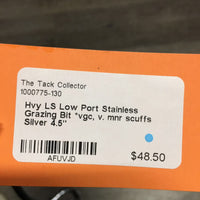 The Tack Collector
1000775-130
Hvy LS Low Port Stainless
Grazing Bit *vgc, v. mnr scuffs
Silver 4.5"
AFUVJD
$48.50